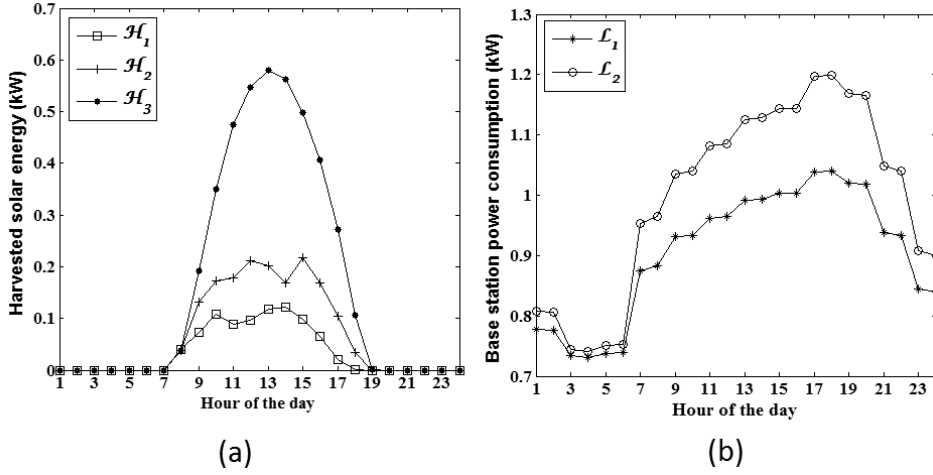 0.7
0.6
0.5
0.4
0.3
0.2
0.1
0
Harvested solar energy (kW)
ℋ₁
ℋ₂
ℋ₃
1 3 5 7 9 11 13 15 17 19 21 23
Hour of the day
(a)
1.3
1.2
1.1
1
0.9
0.8
0.7
Base station power consumption (kW)
ℒ₁
ℒ₂
1 3 5 7 9 11 13 15 17 19 21 23
Hour of the day
(b)